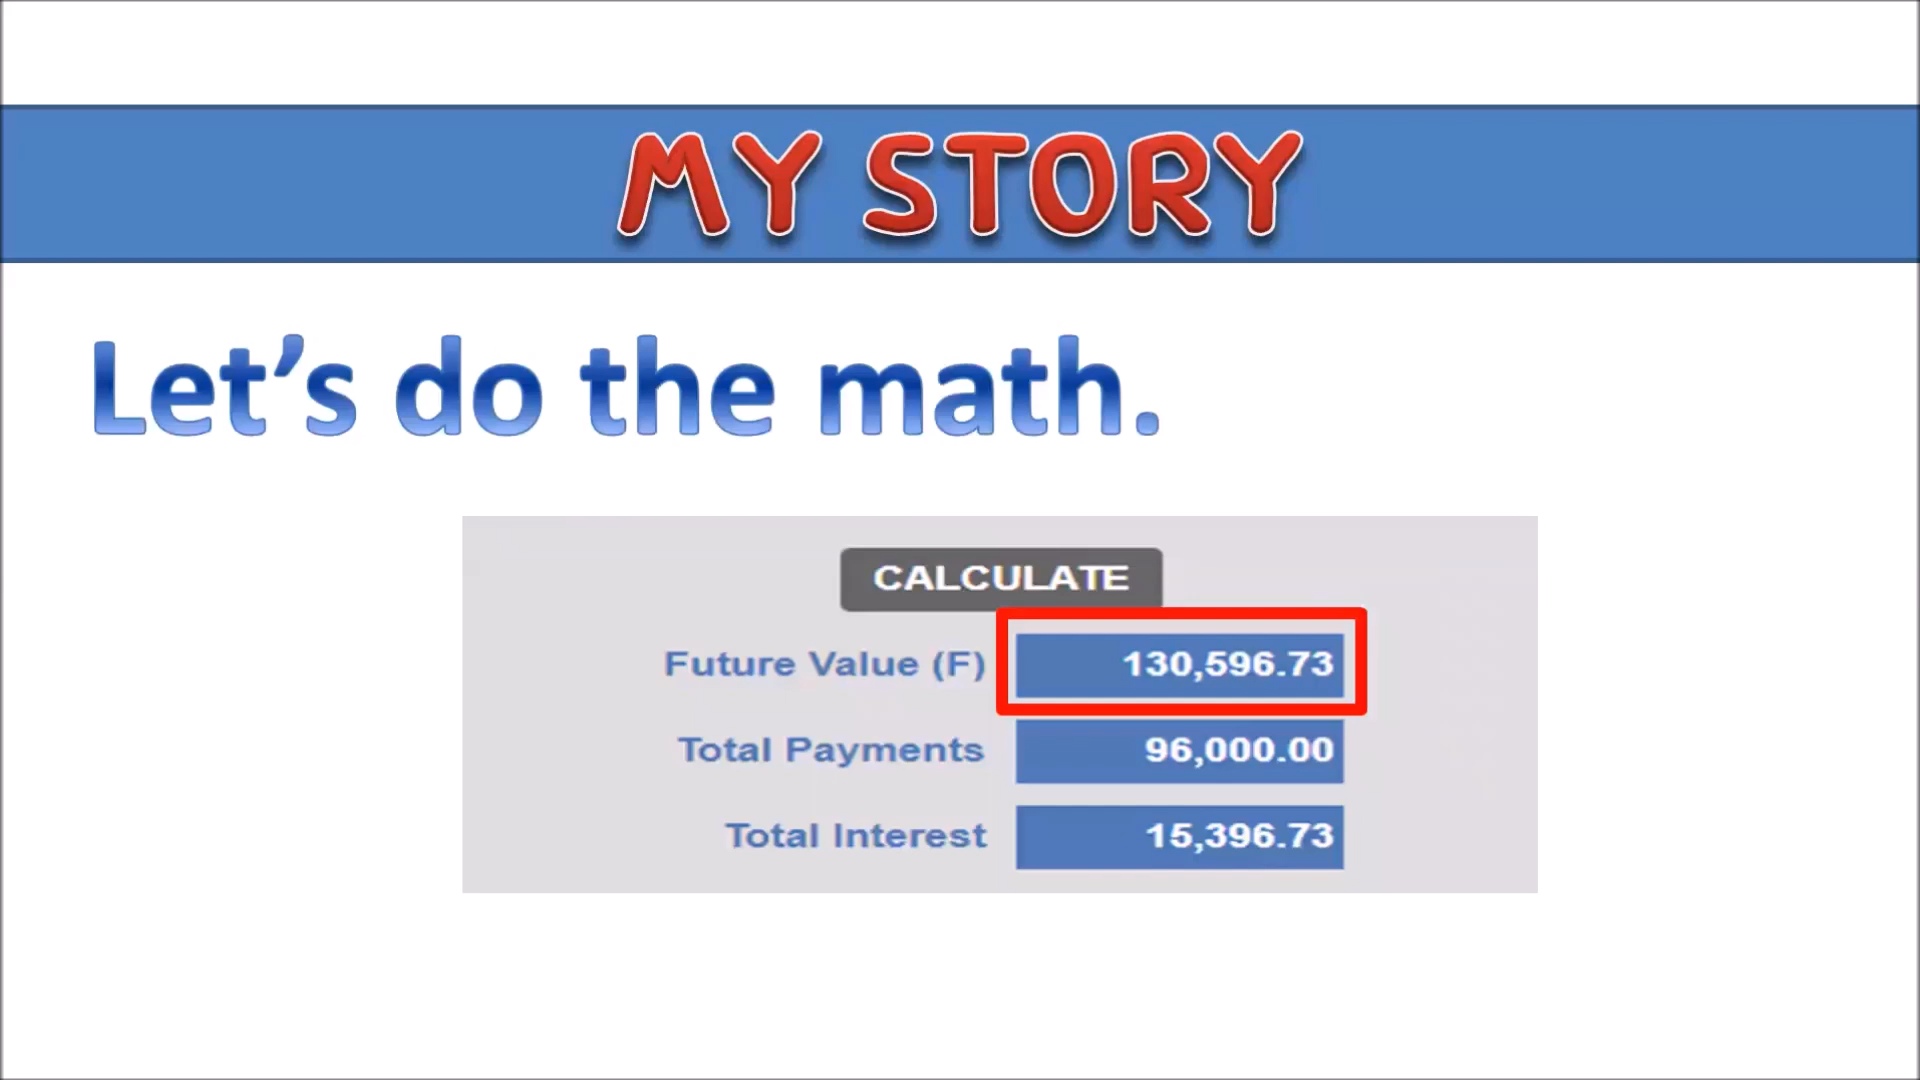 MY STORY
Let's do the math.
CALCULATE
Future Value (F) 130,596.73
Total Payments 96,000.00
Total Interest 15,396.73